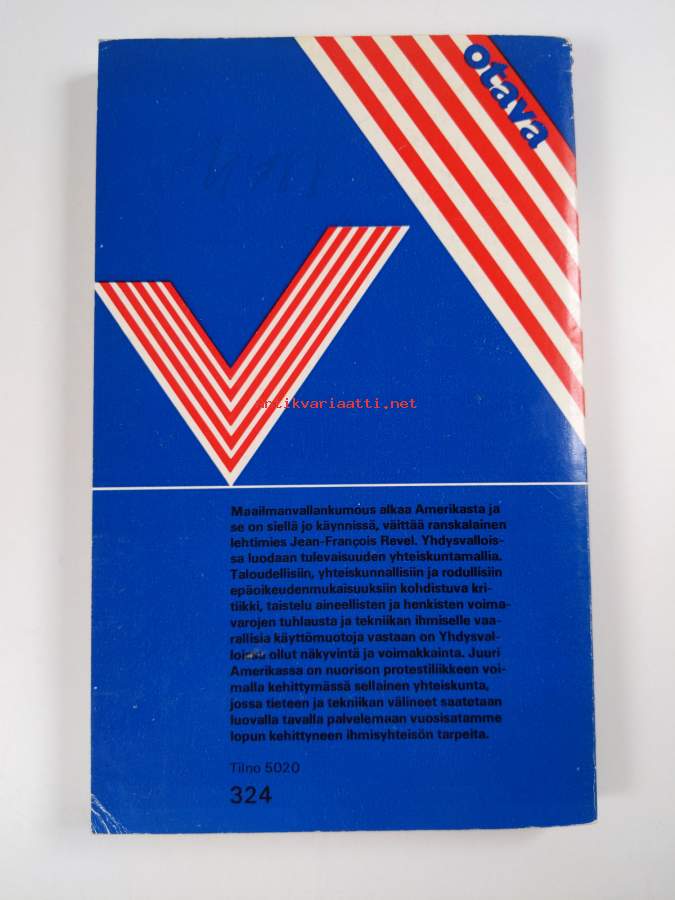 otava
antikvariaatti.net
Maailmanvallankumous alkaa Amerikasta ja
se on siellä jo käynnissä, väittää ranskalainen
lehtimies Jean-François Revel. Yhdysvallois-
sa luodaan tulevaisuuden yhteiskuntamallia.
Taloudellisiin, yhteiskunnallisiin ja rodullisiin
epäoikeudenmukaisuuksiin kohdistuva kri-
tiikki, taistelu aineellisten ja henkisten voima-
varojen tuhlausta ja tekniikan ihmiselle vaa-
rallisia käyttömuotoja vastaan on Yhdysval-
loissa ollut näkyvintä ja voimakkainta. Juuri
Amerikassa on nuorison protestiliikkeen voi-
malla kehittymässä sellainen yhteiskunta,
jossa tieteen ja tekniikan välineet saatetaan
luovalla tavalla palvelemaan vuosisatamme
lopun kehittyneen ihmisyhteisön tarpeita.
Tilno 5020
324